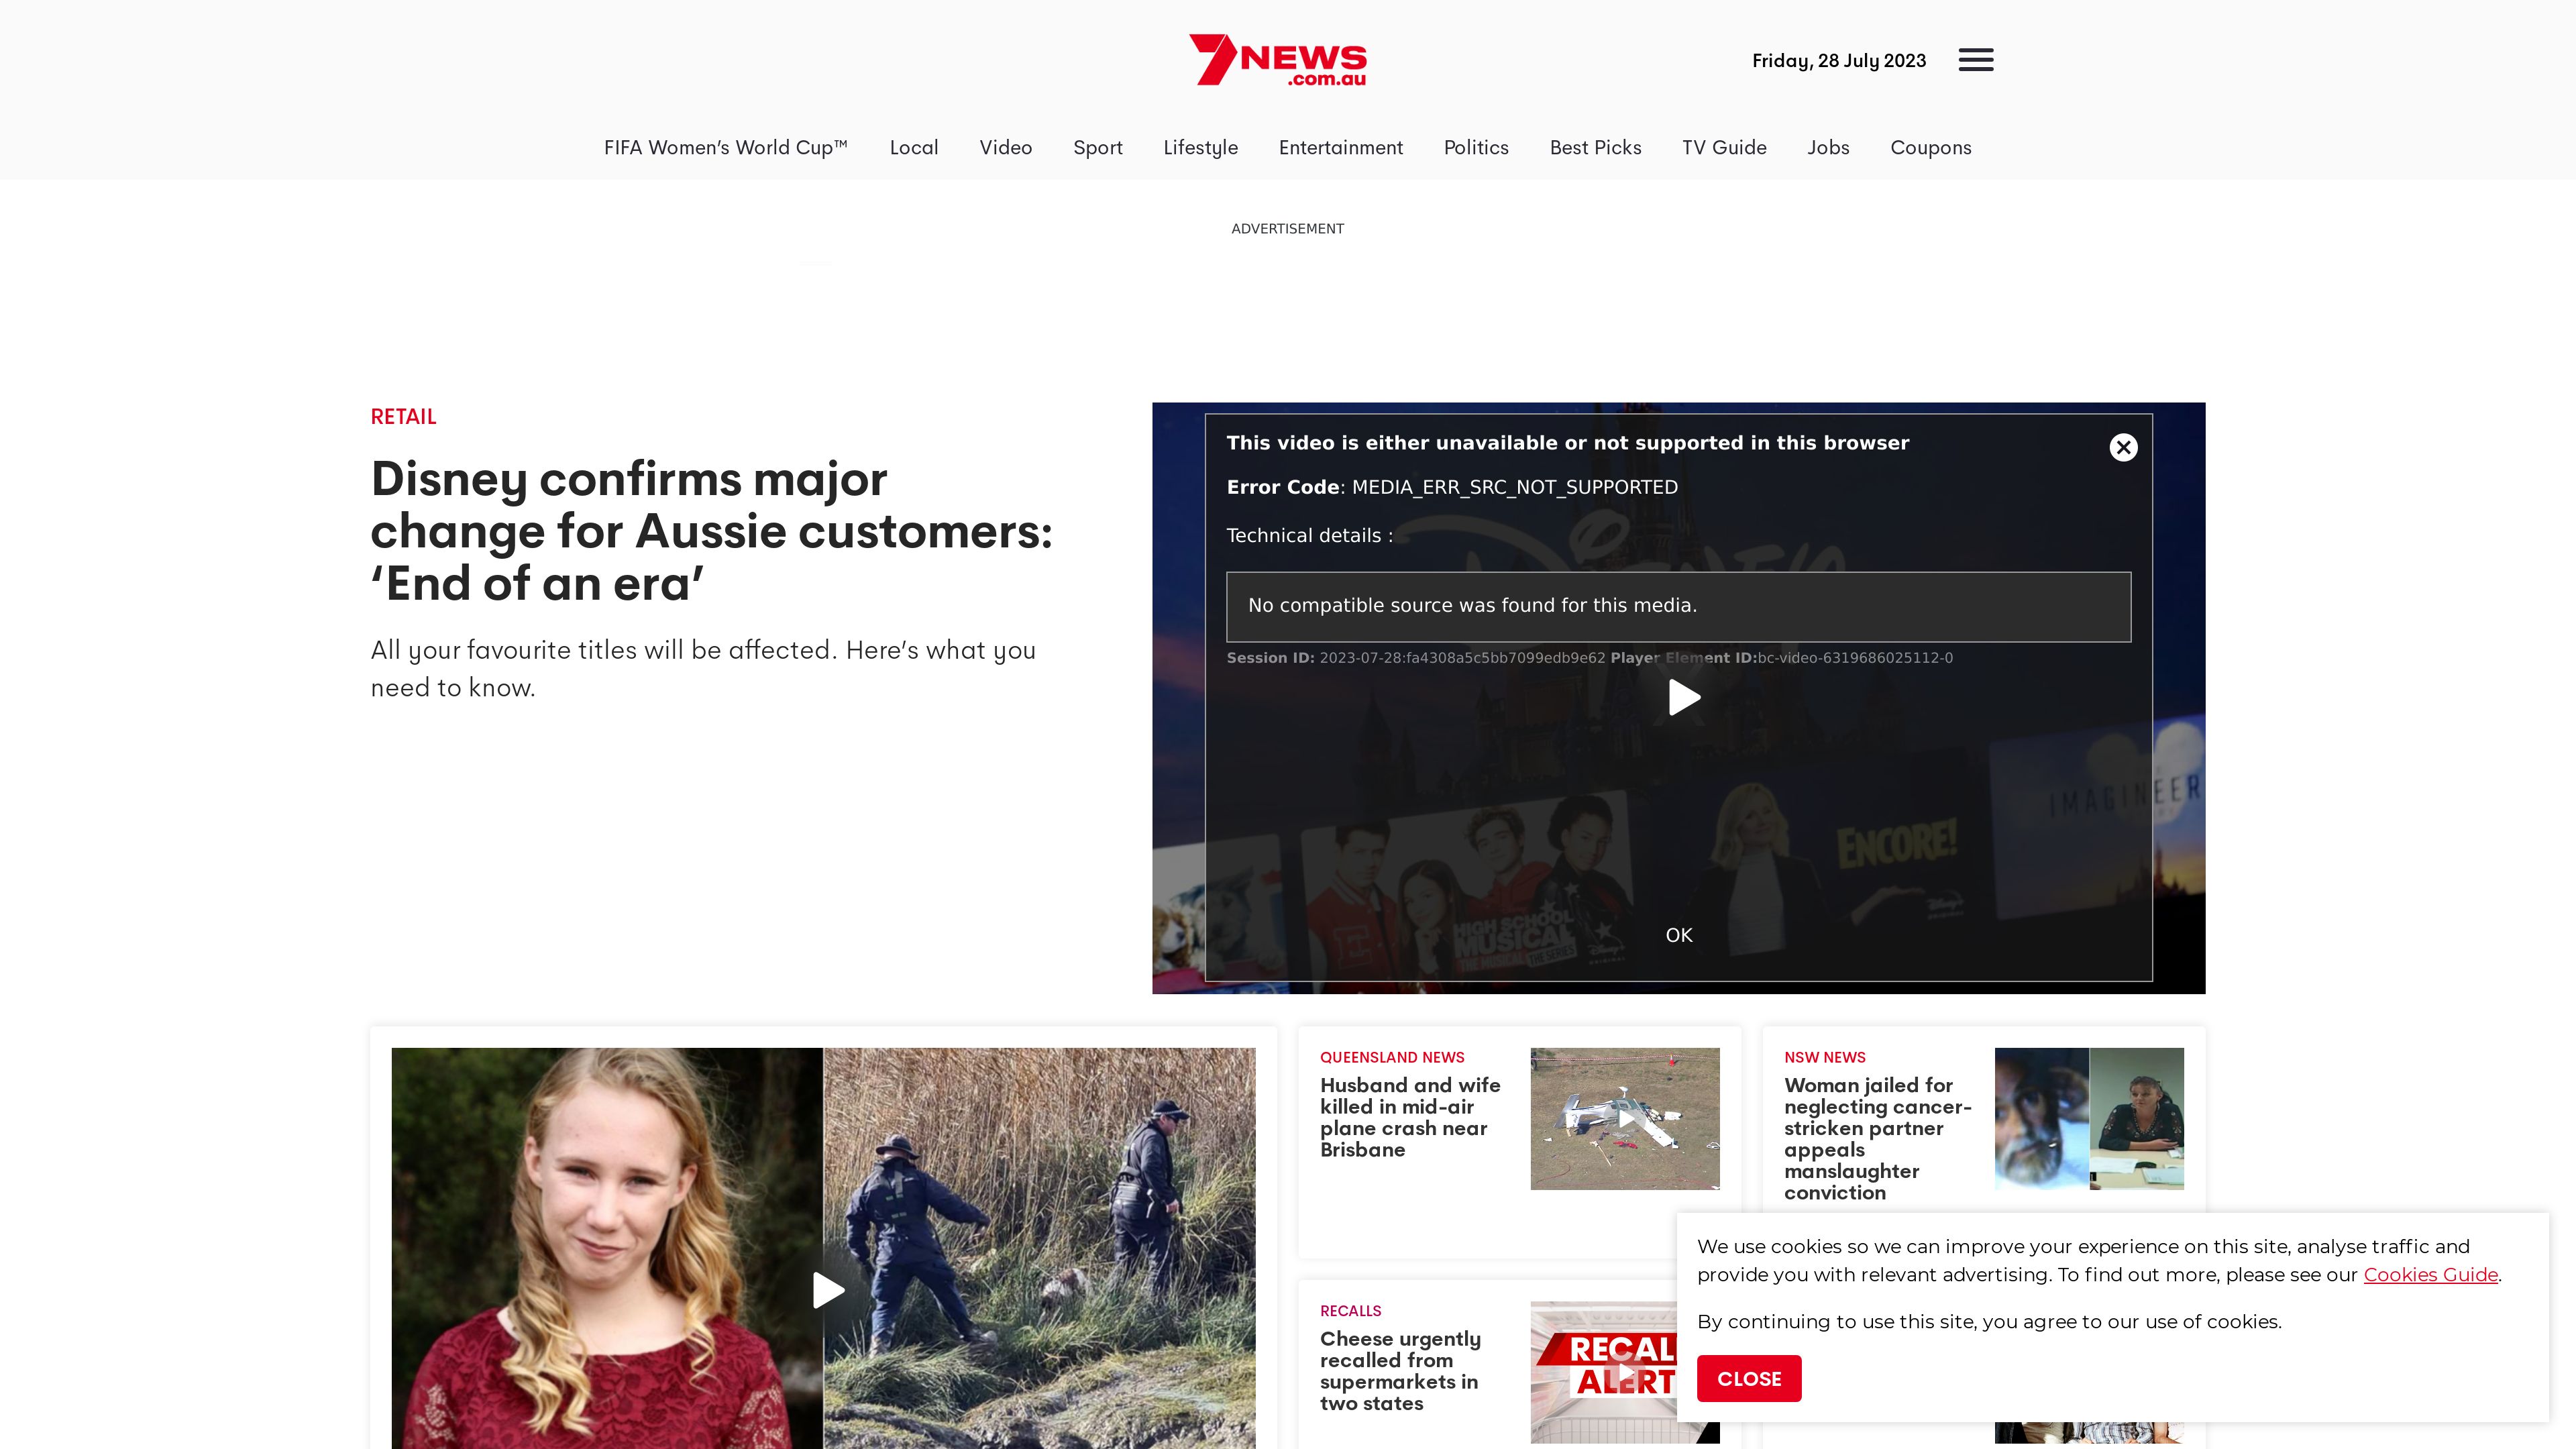 7NEWS
.com.au
Friday, 28 July 2023
FIFA Women's World Cup™ Local Video Sport Lifestyle Entertainment Politics Best Picks TV Guide Jobs Coupons
ADVERTISEMENT
RETAIL
Disney confirms major
change for Aussie customers:
‘End of an era’
All your favourite titles will be affected. Here’s what you
need to know.
This video is either unavailable or not supported in this browser
Error Code: MEDIA_ERR_SRC_NOT_SUPPORTED
Technical details :
No compatible source was found for this media.
Session ID: 2023-07-28:fa4308a5c5bb7099edb9e62 Player Element ID:bc-video-6319686025112-0
IMAGINEER
ENCORE!
HIGH SCHOOL
MUSICAL
THE MUSICAL THE SERIES
OK
QUEENSLAND NEWS
Husband and wife
killed in mid-air
plane crash near
Brisbane
NSW NEWS
Woman jailed for
neglecting cancer-
stricken partner
appeals
manslaughter
conviction
RECALLS
Cheese urgently
recalled from
supermarkets in
two states
RECALL
ALERT
We use cookies so we can improve your experience on this site, analyse traffic and
provide you with relevant advertising. To find out more, please see our Cookies Guide.
By continuing to use this site, you agree to our use of cookies.
CLOSE